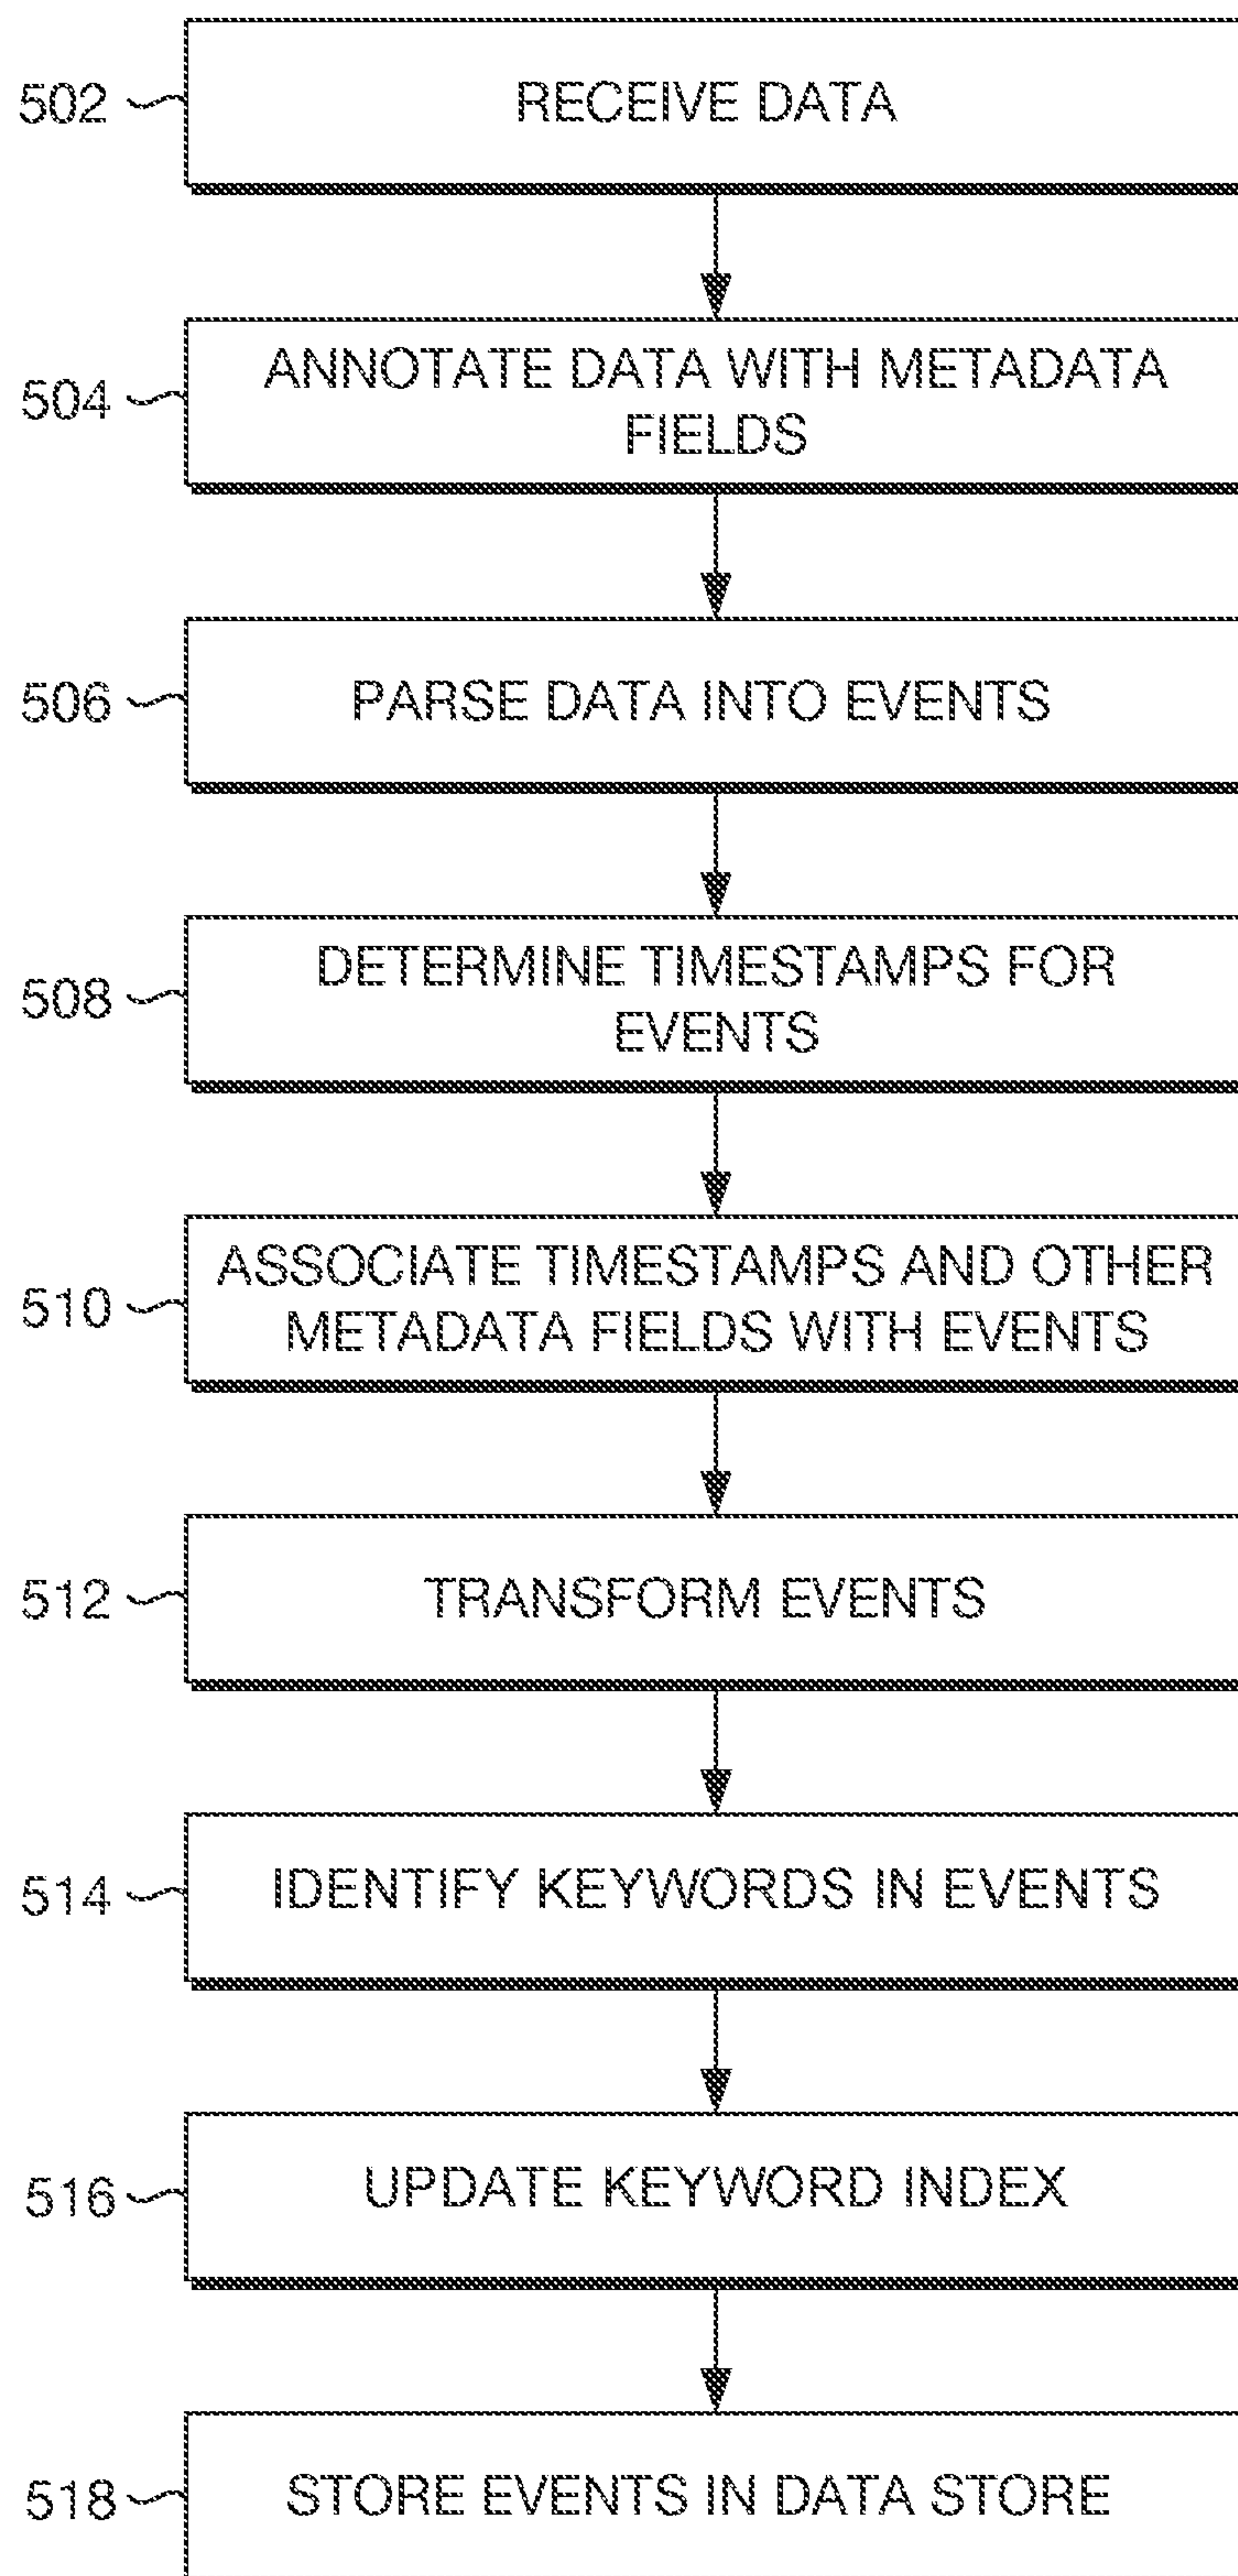 502
RECEIVE DATA
504
ANNOTATE DATA WITH METADATA
FIELDS
506
PARSE DATA INTO EVENTS
508
DETERMINE TIMESTAMPS FOR
EVENTS
510
ASSOCIATE TIMESTAMPS AND OTHER
METADATA FIELDS WITH EVENTS
512
TRANSFORM EVENTS
514
IDENTIFY KEYWORDS IN EVENTS
516
UPDATE KEYWORD INDEX
518
STORE EVENTS IN DATA STORE